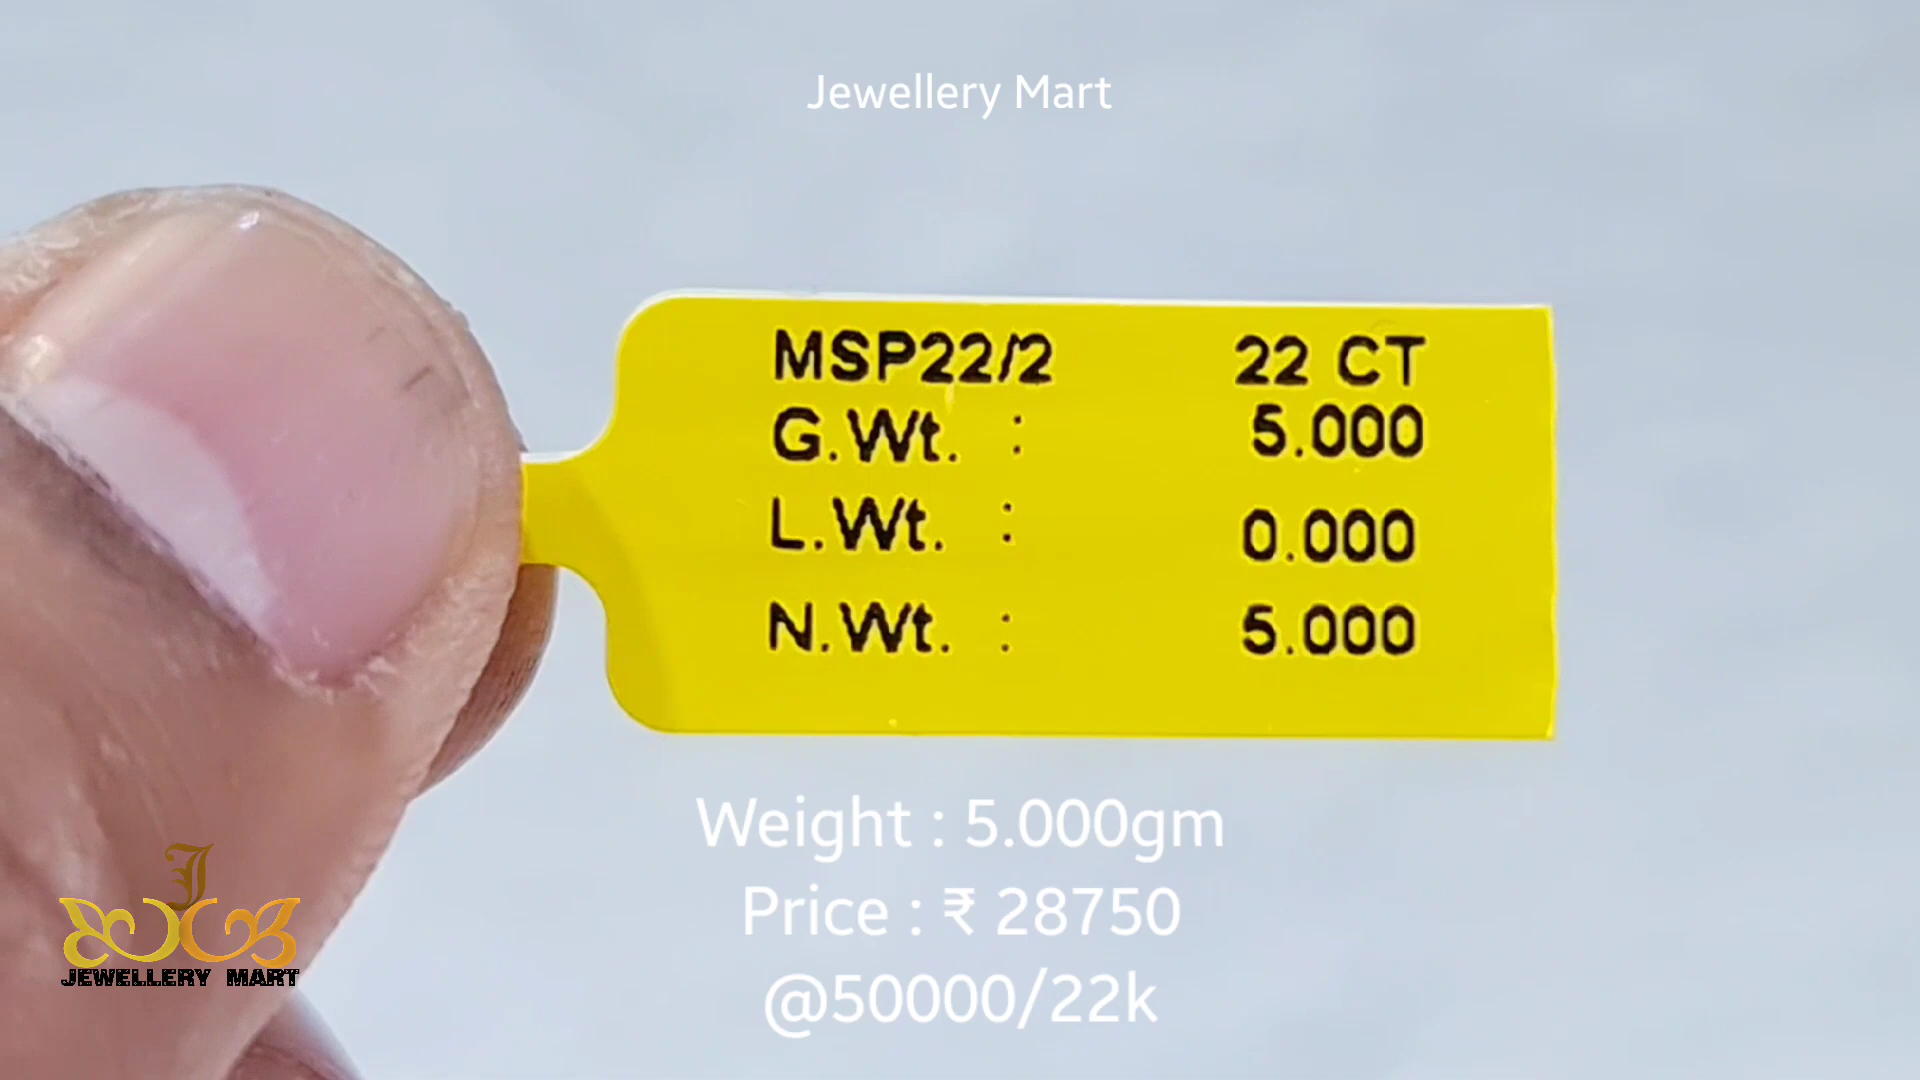 Jewellery Mart
MSP22/2 22 CT
G.Wt. : 5.000
L.Wt. : 0.000
N.Wt. : 5.000
Weight : 5.000gm
Price : ₹ 28750
@50000/22k
J
JEWELLERY MART